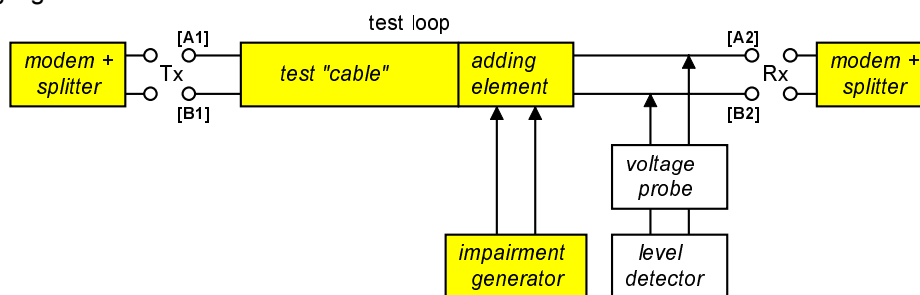 test loop
[A1]
[A2]
modem +
splitter
Tx
test "cable"
adding
element
Rx
modem +
splitter
[B1]
[B2]
voltage
probe
impairment
generator
level
detector